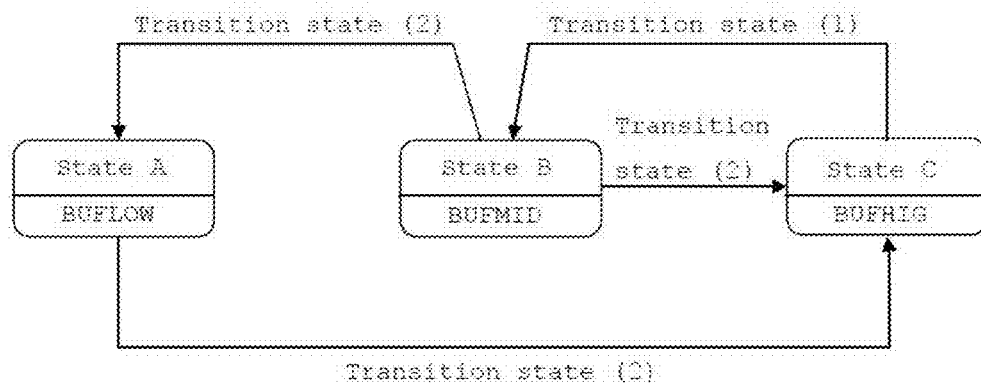 Transition state (2)
Transition state (1)
Transition
state (2)
State A
BUFLOW
State B
BUFMID
State C
BUFHIG
Transition state (2)